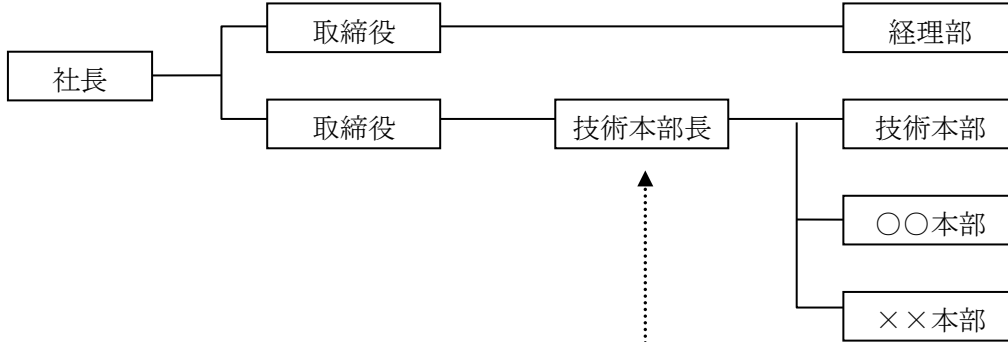 取締役
経理部
社長
取締役
技術本部長
技術本部
○○本部
××本部